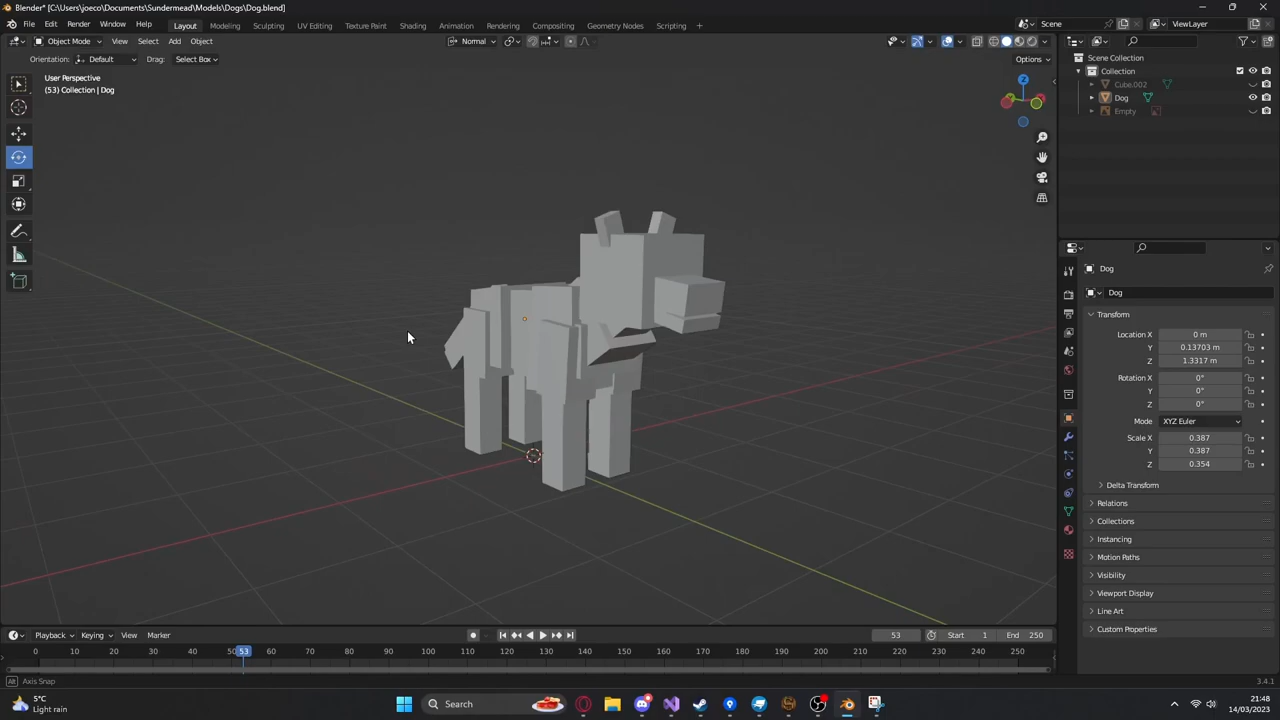 Blender* [C:\Users\joeco\Documents\Sundermead\Models\Dogs\Dog.blend]
File Edit Render Window Help Layout Modeling Sculpting UV Editing Texture Paint Shading Animation Rendering Compositing Geometry Nodes Scripting + Scene ViewLayer
Object Mode View Select Add Object Normal
Orientation: Default Drag: Select Box Options
User Perspective
(53) Collection | Dog
Z
Y
Scene Collection
Collection
Cube.002
Dog
Empty
Dog
Dog
Transform
Location X 0 m
Y 0.13703 m
Z 1.3317 m
Rotation X 0°
Y 0°
Z 0°
Mode XYZ Euler
Scale X 0.387
Y 0.387
Z 0.354
Delta Transform
Relations
Collections
Instancing
Motion Paths
Visibility
Viewport Display
Line Art
Custom Properties
Playback Keying View Marker 53 Start 1 End 250
0 10 20 30 40 50 53 60 70 80 90 100 110 120 130 140 150 160 170 180 190 200 210 220 230 240 250
Alt Axis Snap 3.4.1
5°C
Light rain
Search
21:48
14/03/2023